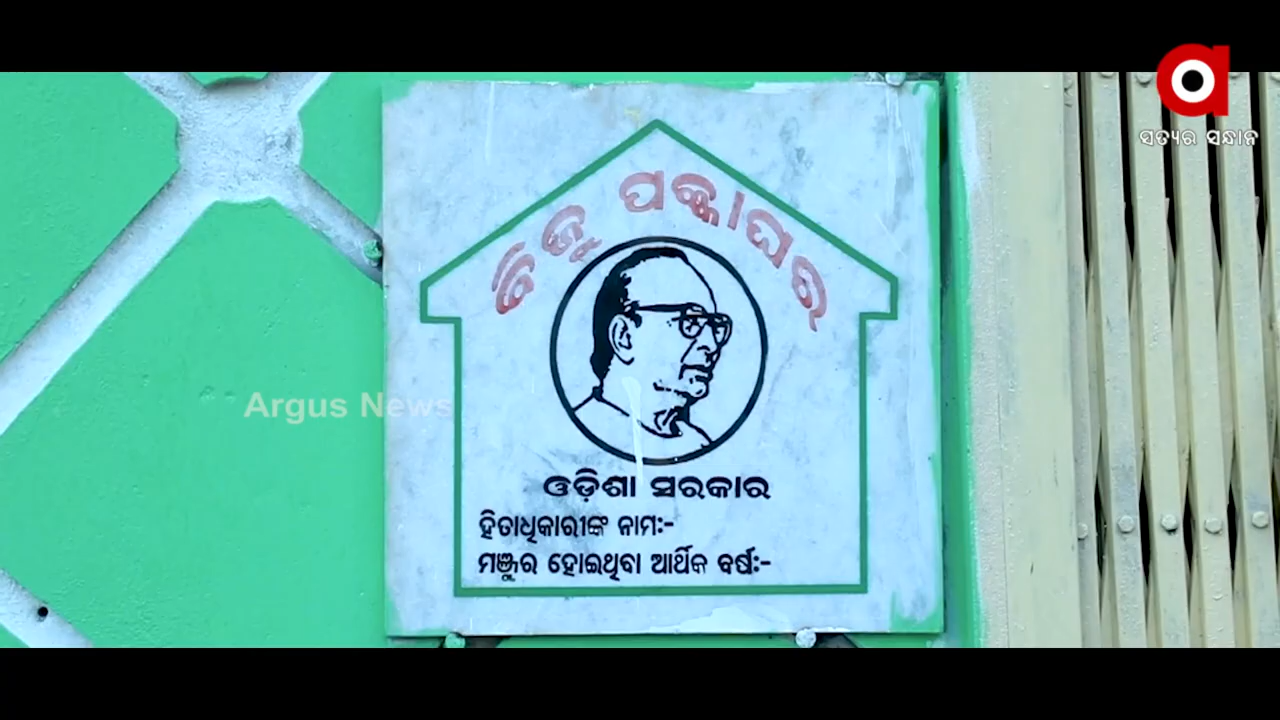 ସତ୍ୟର ସନ୍ଧାନ
ବିଜୁ ପକ୍କାଘର
Argus News
ଓଡ଼ିଶା ସରକାର
ହିତାଧିକାରୀଙ୍କ ନାମଃ-
ମଞ୍ଜୁର ହୋଇଥିବା ଆର୍ଥିକ ବର୍ଷଃ-